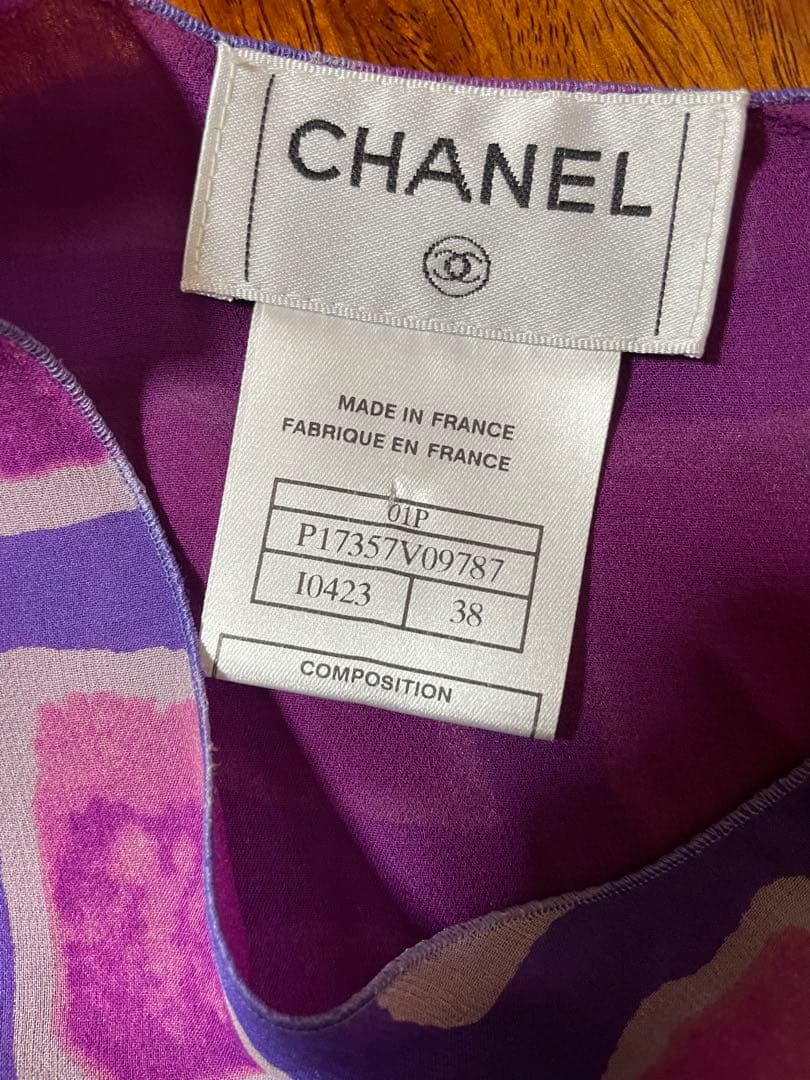 CHANEL
MADE IN FRANCE
FABRIQUE EN FRANCE
01P
P17357V09787
I0423 38
COMPOSITION